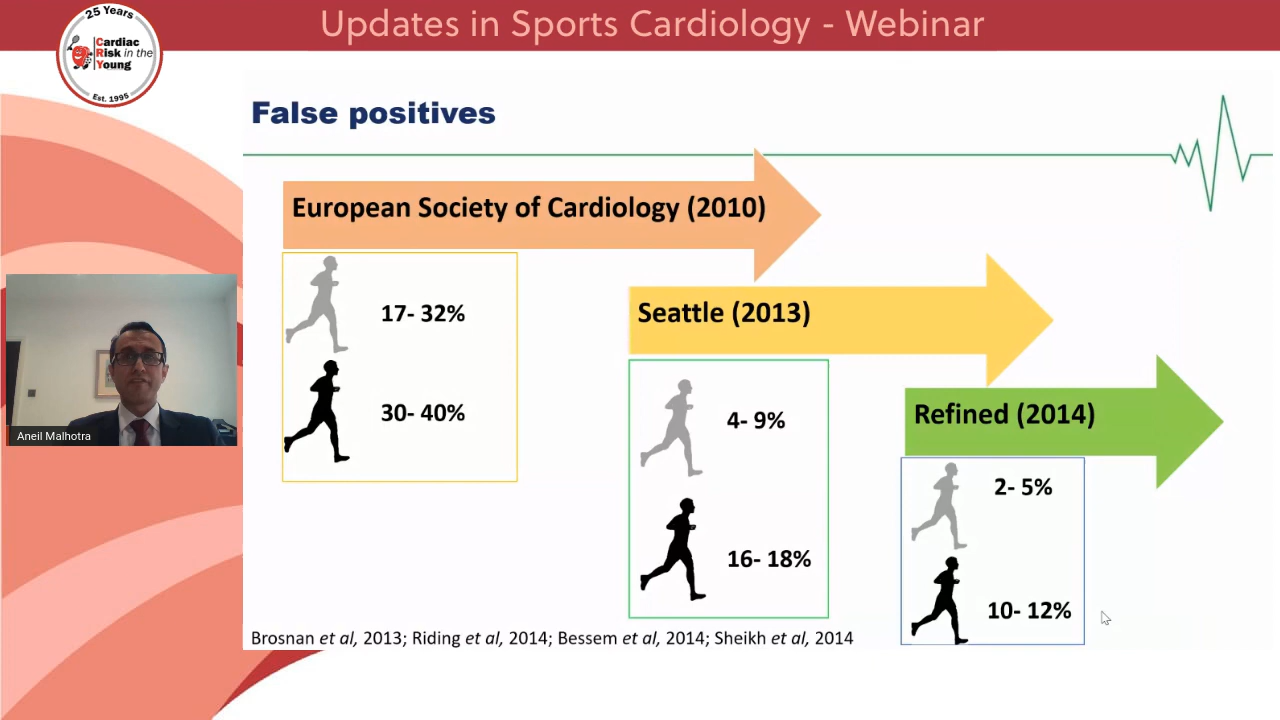 Updates in Sports Cardiology - Webinar
25 Years
Cardiac
Risk in the
Young
Est. 1995
False positives
European Society of Cardiology (2010)
17- 32%
30- 40%
Seattle (2013)
4- 9%
16- 18%
Refined (2014)
2- 5%
10- 12%
Aneil Malhotra
Brosnan et al, 2013; Riding et al, 2014; Bessem et al, 2014; Sheikh et al, 2014